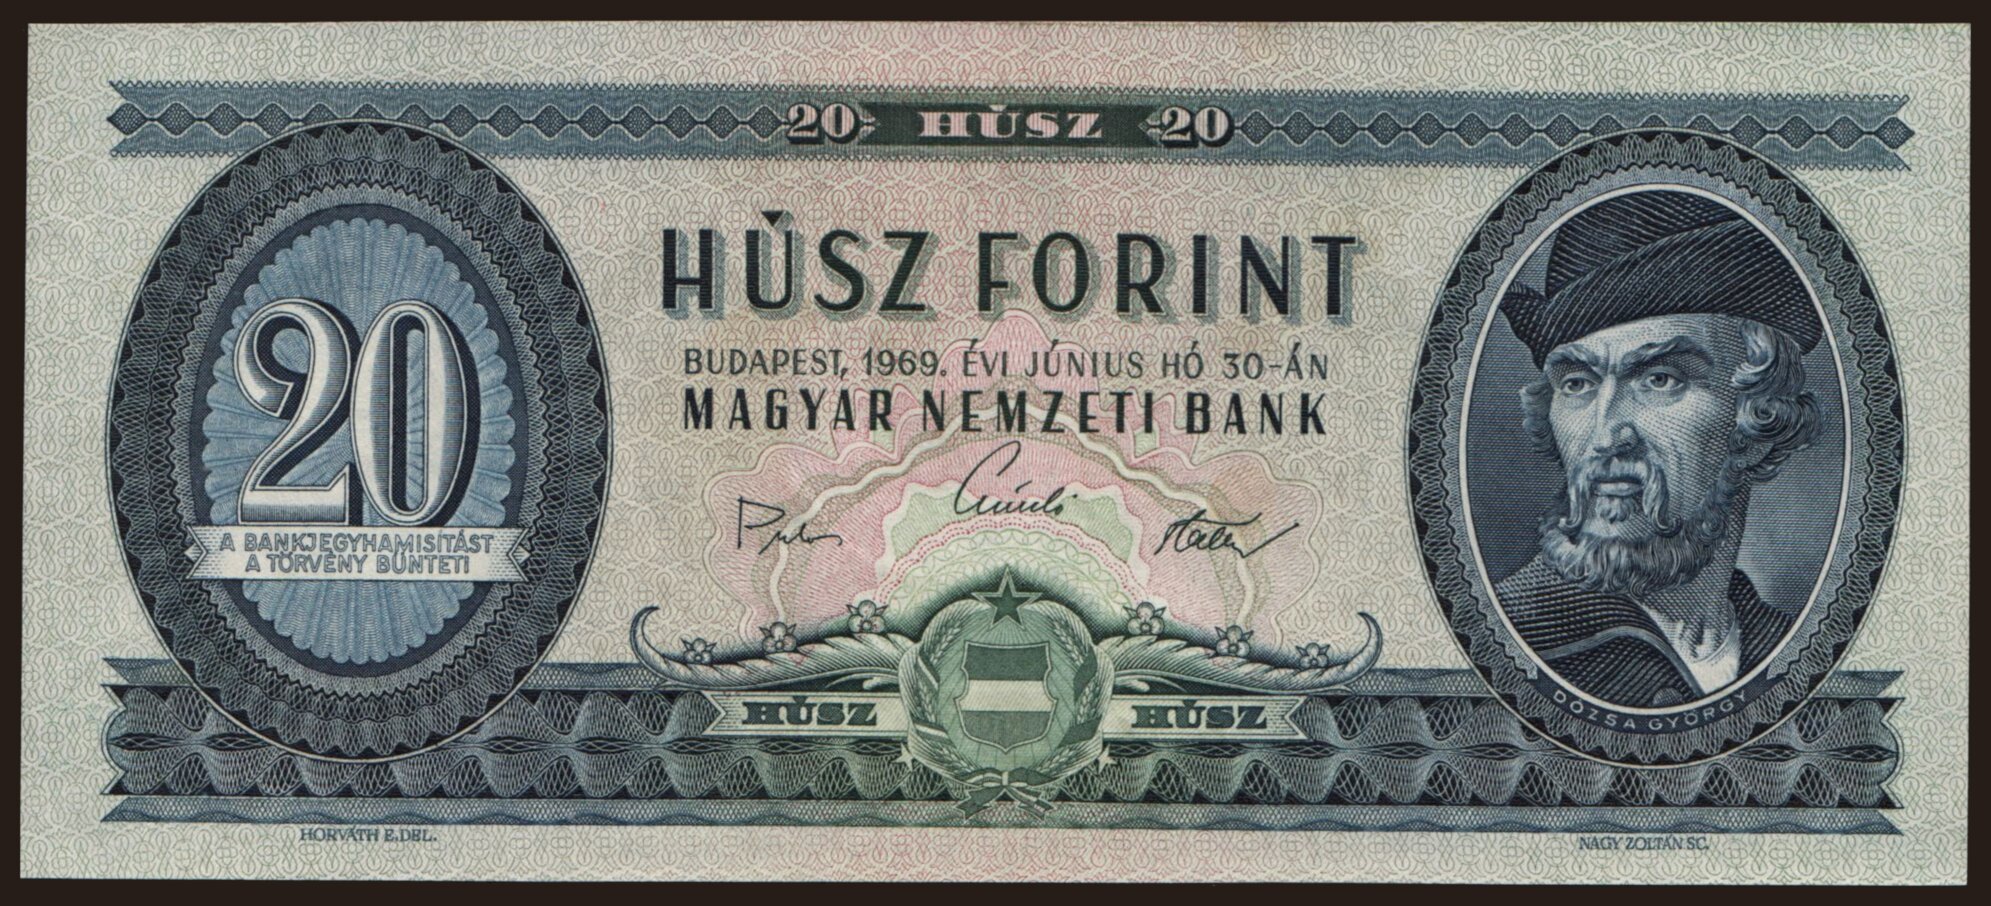 20 HÚSZ 20
HÚSZ FORINT
BUDAPEST, 1969. ÉVI JÚNIUS HÓ 30-ÁN
MAGYAR NEMZETI BANK
20
A BANKJEGYHAMISÍTÁST
A TÖRVÉNY BÜNTETI
HÚSZ HÚSZ
DÓZSA GYÖRGY
HORVÁTH E. DEL.
NAGY ZOLTÁN SC.